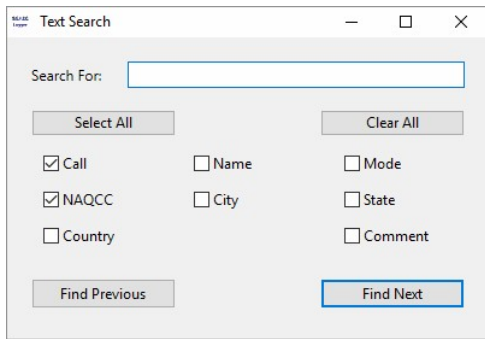 Text Search
Search For:
Select All
Clear All
Call
Name
Mode
NAQCC
City
State
Country
Comment
Find Previous
Find Next